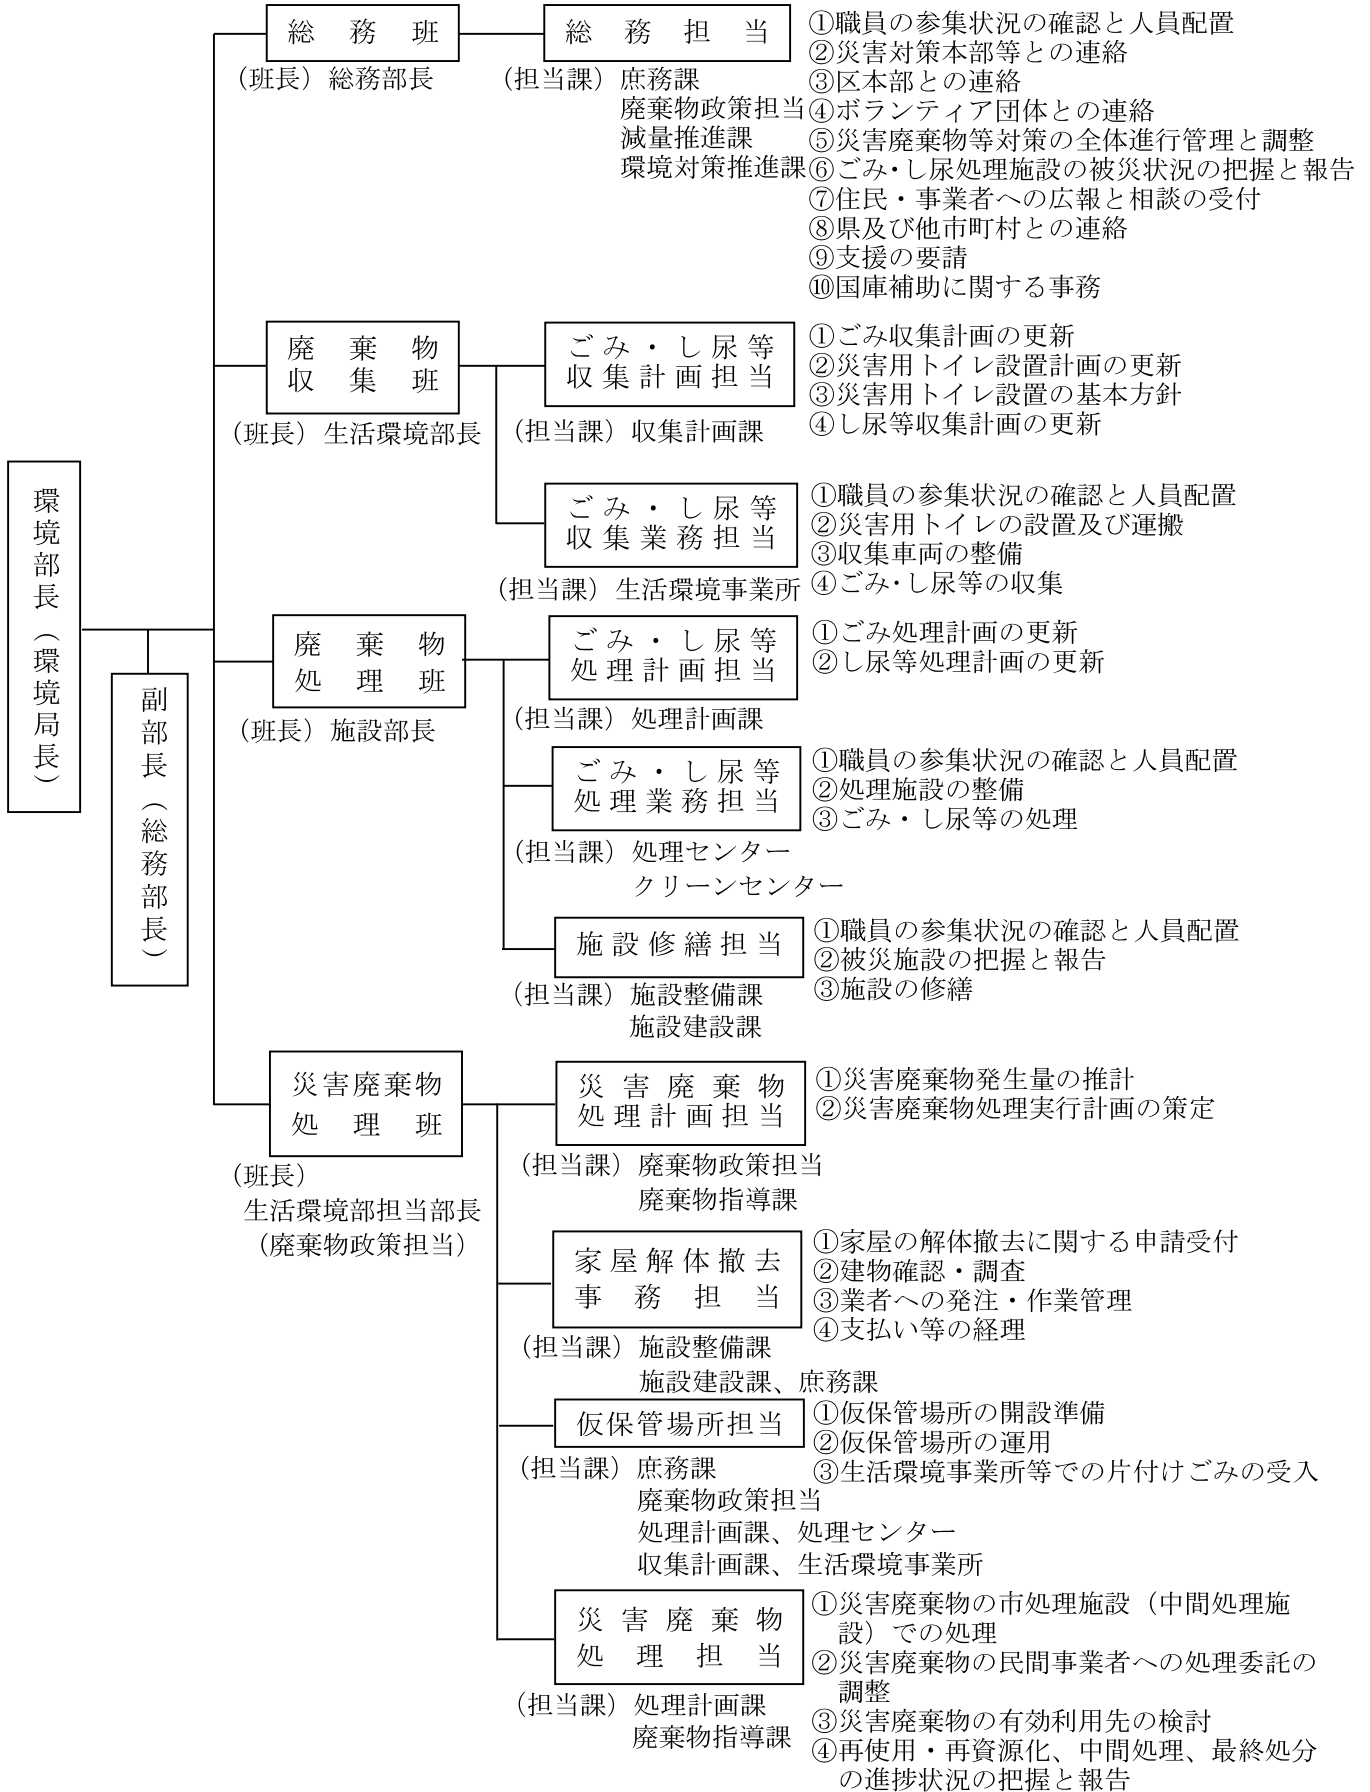 環境部長（環境局長）
副部長（総務部長）
総務班
（班長）総務部長
総務担当
（担当課）庶務課
廃棄物政策担当
減量推進課
環境対策推進課
①職員の参集状況の確認と人員配置
②災害対策本部等との連絡
③区本部との連絡
④ボランティア団体との連絡
⑤災害廃棄物等対策の全体進行管理と調整
⑥ごみ・し尿処理施設の被災状況の把握と報告
⑦住民・事業者への広報と相談の受付
⑧県及び他市町村との連絡
⑨支援の要請
⑩国庫補助に関する事務
廃棄物
収集班
（班長）生活環境部長
ごみ・し尿等
収集計画担当
（担当課）収集計画課
①ごみ収集計画の更新
②災害用トイレ設置計画の更新
③災害用トイレ設置の基本方針
④し尿等収集計画の更新
ごみ・し尿等
収集業務担当
（担当課）生活環境事業所
①職員の参集状況の確認と人員配置
②災害用トイレの設置及び運搬
③収集車両の整備
④ごみ・し尿等の収集
廃棄物
処理班
（班長）施設部長
ごみ・し尿等
処理計画担当
（担当課）処理計画課
①ごみ処理計画の更新
②し尿等処理計画の更新
ごみ・し尿等
処理業務担当
（担当課）処理センター
クリーンセンター
①職員の参集状況の確認と人員配置
②処理施設の整備
③ごみ・し尿等の処理
施設修繕担当
（担当課）施設整備課
施設建設課
①職員の参集状況の確認と人員配置
②被災施設の把握と報告
③施設の修繕
災害廃棄物
処理班
（班長）
生活環境部担当部長
（廃棄物政策担当）
災害廃棄物
処理計画担当
（担当課）廃棄物政策担当
廃棄物指導課
①災害廃棄物発生量の推計
②災害廃棄物処理実行計画の策定
家屋解体撤去
事務担当
（担当課）施設整備課
施設建設課、庶務課
①家屋の解体撤去に関する申請受付
②建物確認・調査
③業者への発注・作業管理
④支払い等の経理
仮保管場所担当
（担当課）庶務課
廃棄物政策担当
処理計画課、処理センター
収集計画課、生活環境事業所
①仮保管場所の開設準備
②仮保管場所の運用
③生活環境事業所等での片付けごみの受入
災害廃棄物
処理担当
（担当課）処理計画課
廃棄物指導課
①災害廃棄物の市処理施設（中間処理施
設）での処理
②災害廃棄物の民間事業者への処理委託の
調整
③災害廃棄物の有効利用先の検討
④再使用・再資源化、中間処理、最終処分
の進捗状況の把握と報告